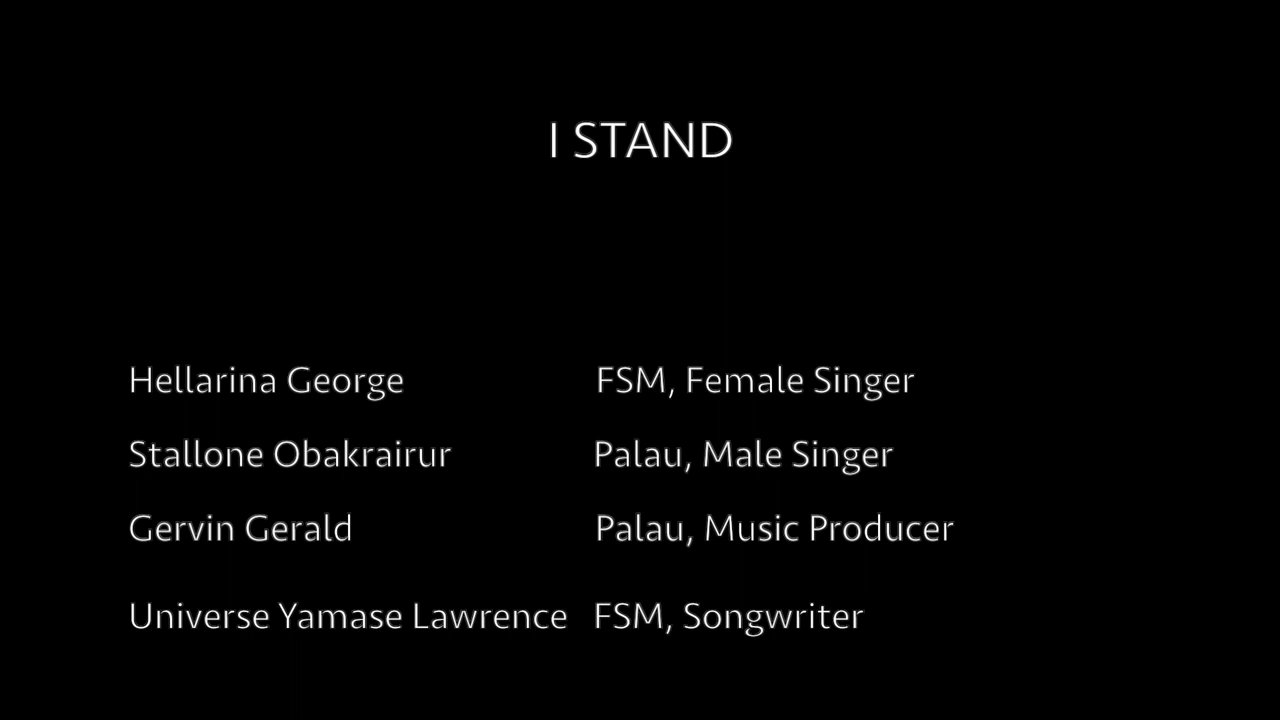 I STAND
Hellarina George FSM, Female Singer
Stallone Obakrairur Palau, Male Singer
Gervin Gerald Palau, Music Producer
Universe Yamase Lawrence FSM, Songwriter